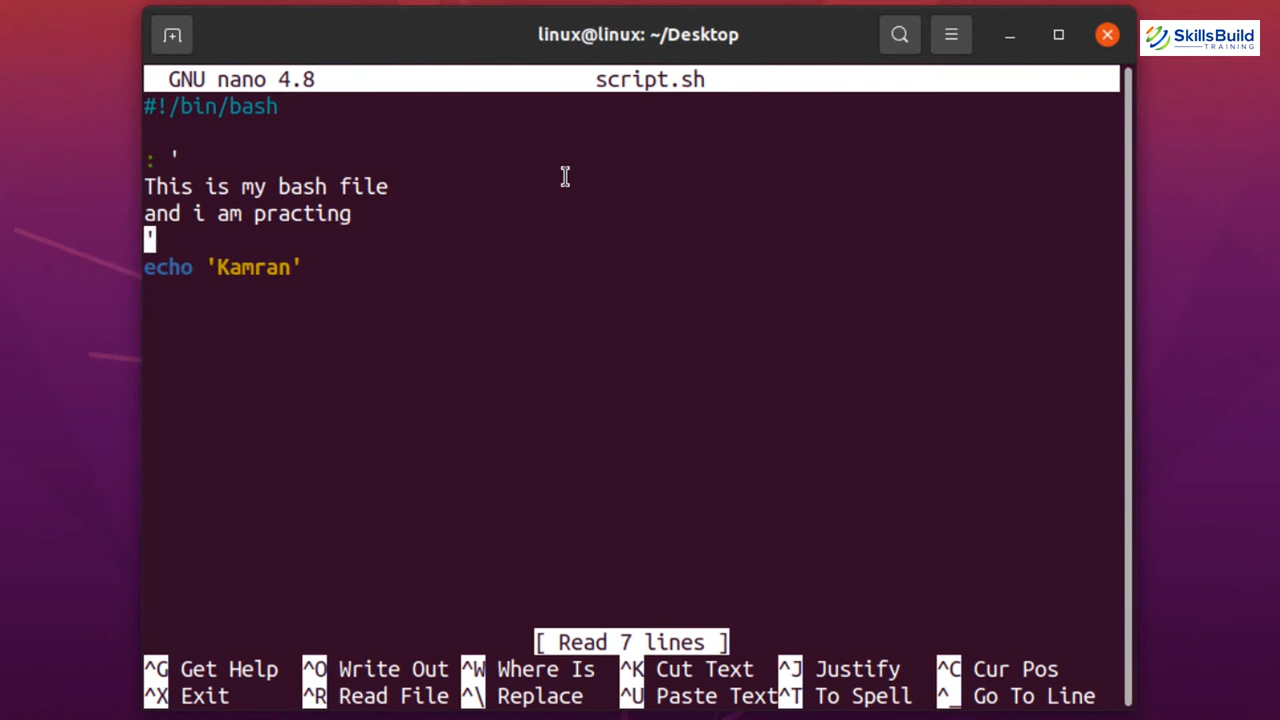 linux@linux: ~/Desktop
SkillsBuild
TRAINING
GNU nano 4.8 script.sh
#!/bin/bash
: '
This is my bash file
and i am practing
'
echo 'Kamran'
[ Read 7 lines ]
^G Get Help ^O Write Out ^W Where Is ^K Cut Text ^J Justify ^C Cur Pos
^X Exit ^R Read File ^\ Replace ^U Paste Text ^T To Spell ^_ Go To Line